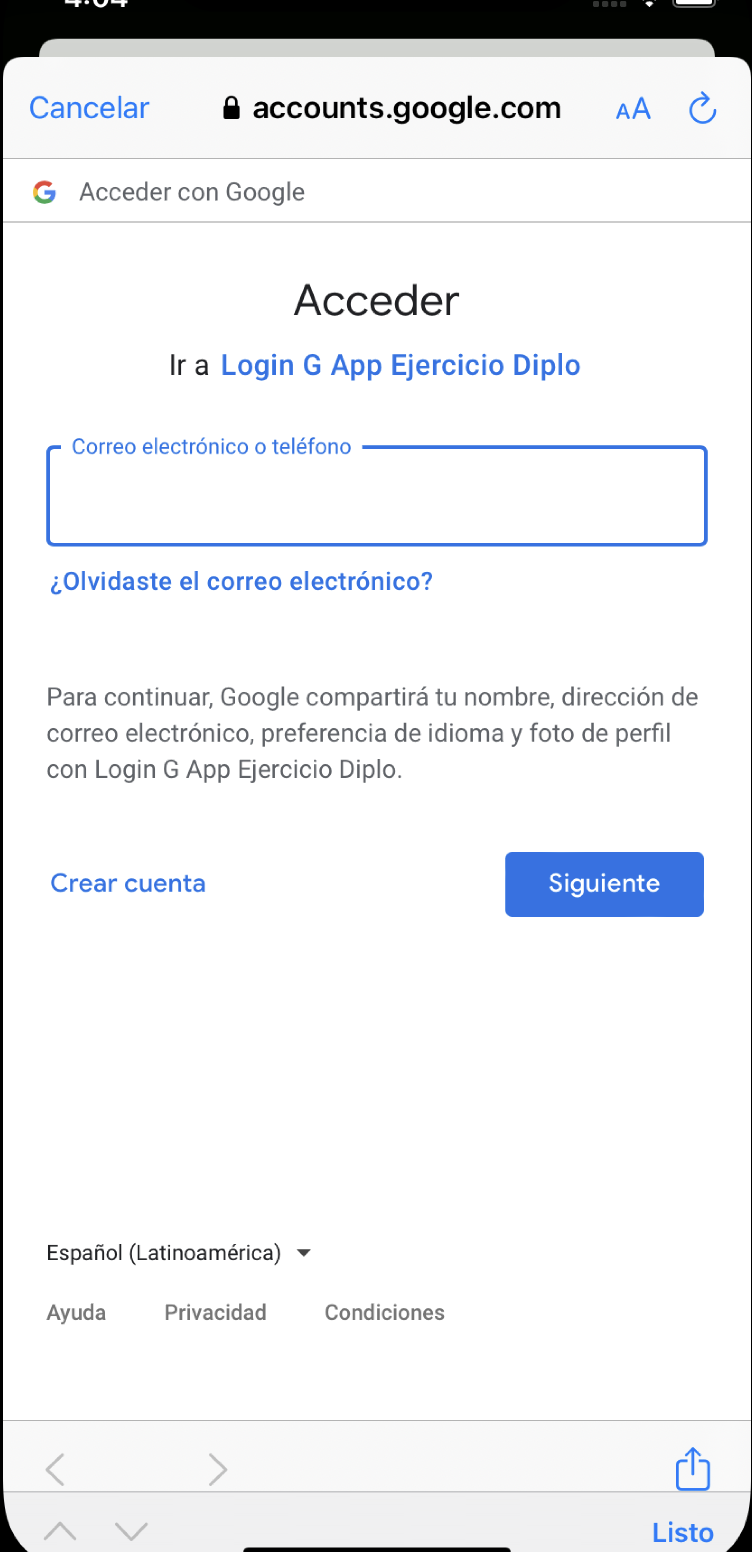 4:04
Cancelar
accounts.google.com
AA
Acceder con Google
Acceder
Ir a Login G App Ejercicio Diplo
Correo electrónico o teléfono
¿Olvidaste el correo electrónico?
Para continuar, Google compartirá tu nombre, dirección de
correo electrónico, preferencia de idioma y foto de perfil
con Login G App Ejercicio Diplo.
Crear cuenta
Siguiente
Español (Latinoamérica)
Ayuda
Privacidad
Condiciones
Listo